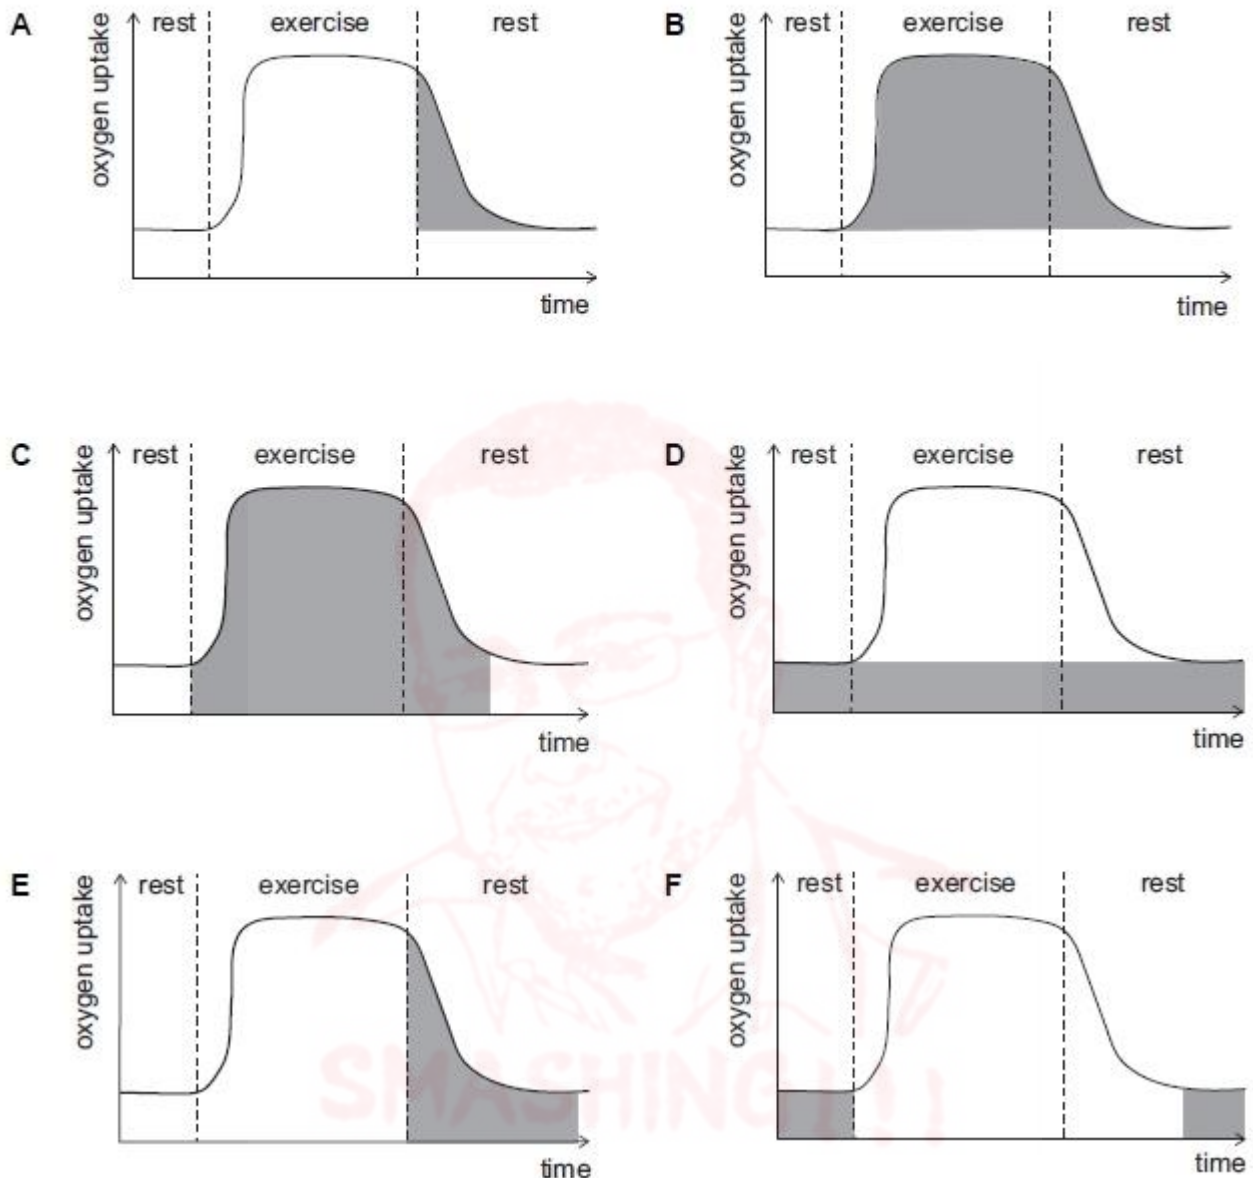 A rest exercise rest
oxygen uptake
time
B rest exercise rest
oxygen uptake
time
C rest exercise rest
oxygen uptake
time
D rest exercise rest
oxygen uptake
time
E rest exercise rest
oxygen uptake
time
F rest exercise rest
oxygen uptake
time
SMASHING!!!